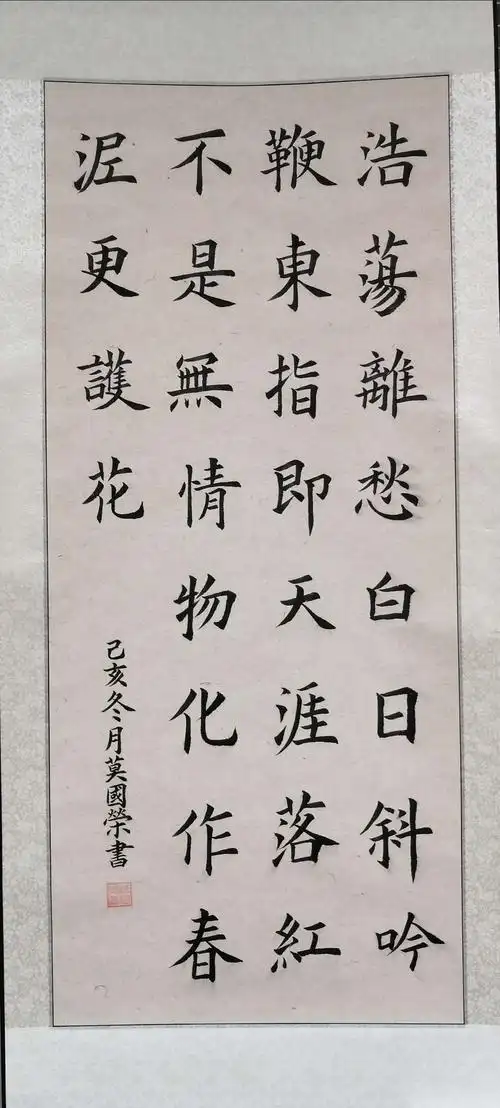 浩蕩離愁白日斜吟
鞭東指即天涯落紅
不是無情物化作春
泥更護花
己亥冬月莫國榮書